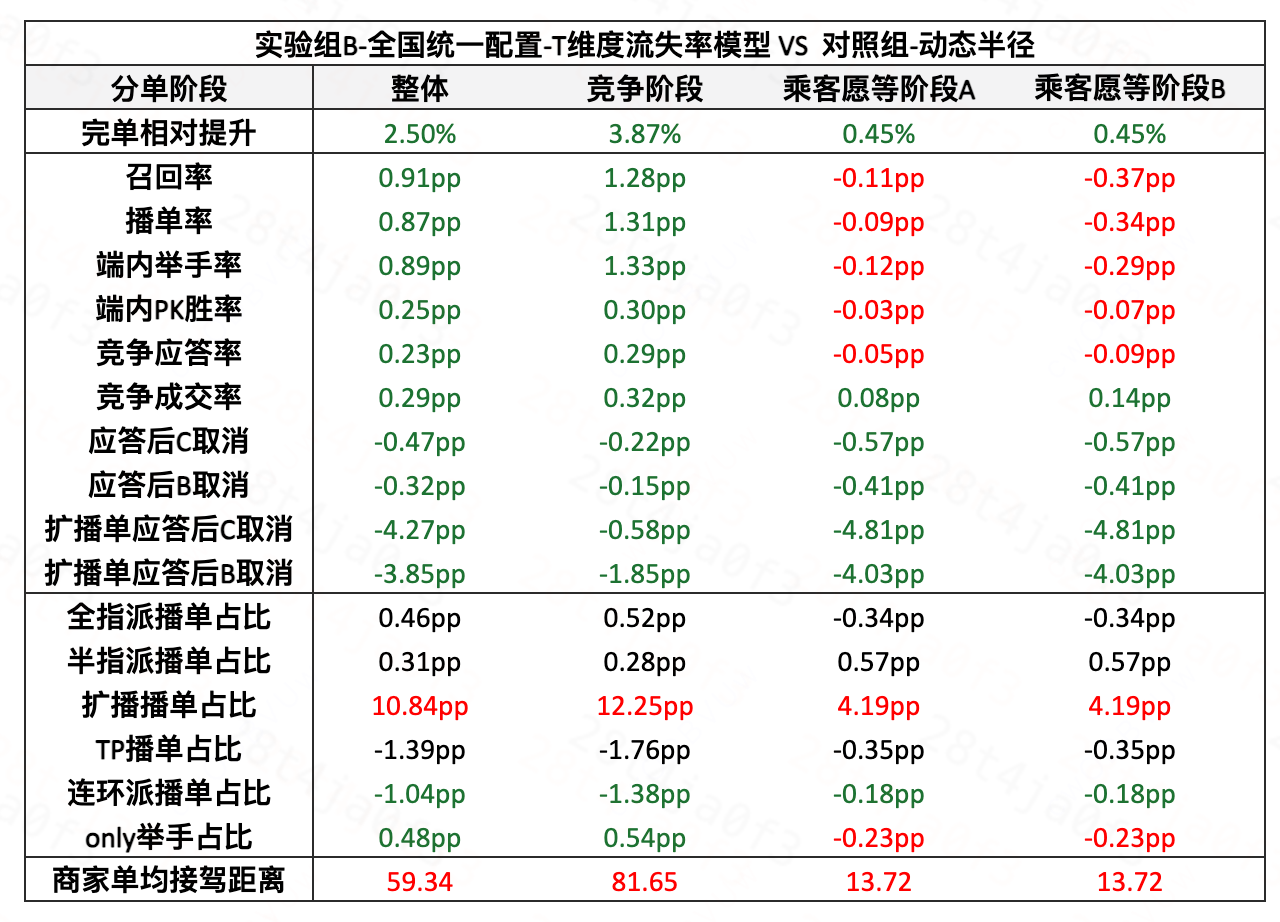 实验组B-全国统一配置-T维度流失率模型 VS 对照组-动态半径
分单阶段 整体 竞争阶段 乘客愿等阶段A 乘客愿等阶段B
完单相对提升 2.50% 3.87% 0.45% 0.45%
召回率 0.91pp 1.28pp -0.11pp -0.37pp
播单率 0.87pp 1.31pp -0.09pp -0.34pp
端内举手率 0.89pp 1.33pp -0.12pp -0.29pp
端内PK胜率 0.25pp 0.30pp -0.03pp -0.07pp
竞争应答率 0.23pp 0.29pp -0.05pp -0.09pp
竞争成交率 0.29pp 0.32pp 0.08pp 0.14pp
应答后C取消 -0.47pp -0.22pp -0.57pp -0.57pp
应答后B取消 -0.32pp -0.15pp -0.41pp -0.41pp
扩播单应答后C取消 -4.27pp -0.58pp -4.81pp -4.81pp
扩播单应答后B取消 -3.85pp -1.85pp -4.03pp -4.03pp
全指派播单占比 0.46pp 0.52pp -0.34pp -0.34pp
半指派播单占比 0.31pp 0.28pp 0.57pp 0.57pp
扩播播单占比 10.84pp 12.25pp 4.19pp 4.19pp
TP播单占比 -1.39pp -1.76pp -0.35pp -0.35pp
连环派播单占比 -1.04pp -1.38pp -0.18pp -0.18pp
only举手占比 0.48pp 0.54pp -0.23pp -0.23pp
商家单均接驾距离 59.34 81.65 13.72 13.72